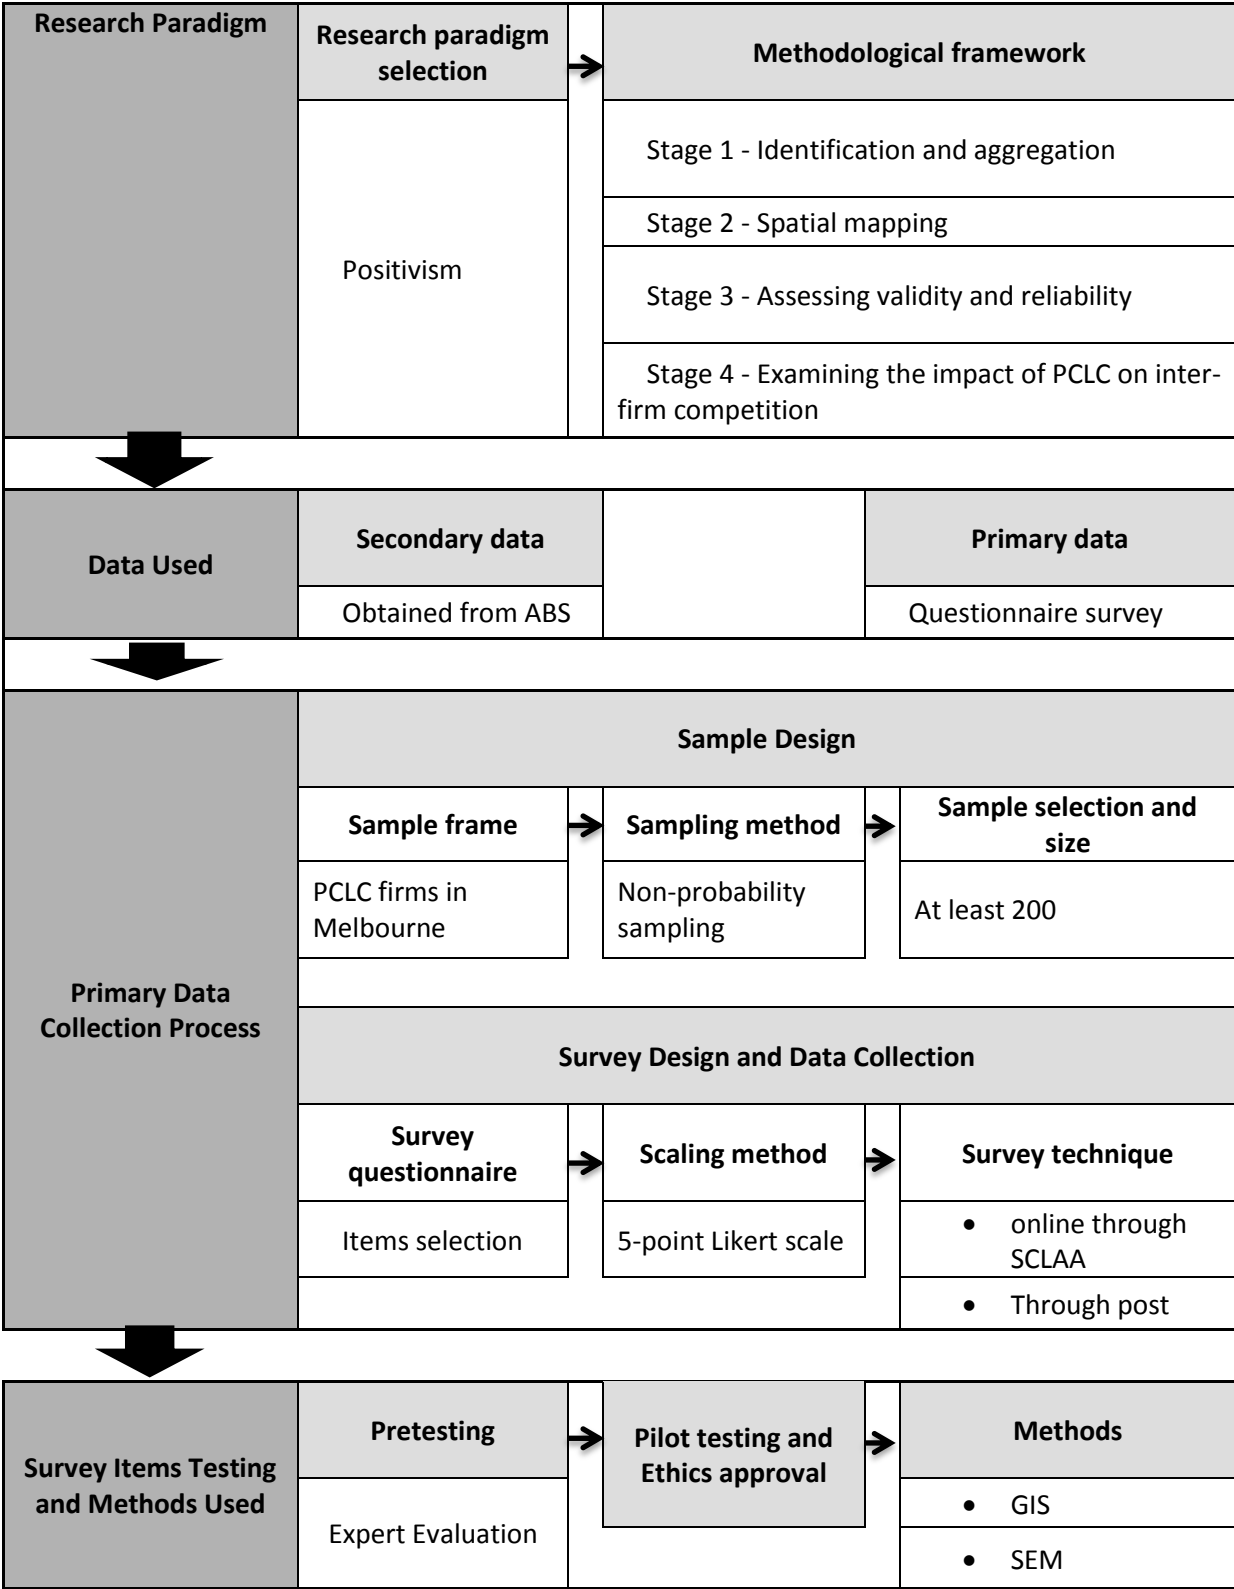 Research Paradigm
Research paradigm
selection
Methodological framework
Positivism
Stage 1 - Identification and aggregation
Stage 2 - Spatial mapping
Stage 3 - Assessing validity and reliability
Stage 4 - Examining the impact of PCLC on inter-
firm competition
Data Used
Secondary data
Primary data
Obtained from ABS
Questionnaire survey
Primary Data
Collection Process
Sample Design
Sample frame
Sampling method
Sample selection and
size
PCLC firms in
Melbourne
Non-probability
sampling
At least 200
Survey Design and Data Collection
Survey
questionnaire
Scaling method
Survey technique
Items selection
5-point Likert scale
• online through
SCLAA
• Through post
Survey Items Testing
and Methods Used
Pretesting
Pilot testing and
Ethics approval
Methods
Expert Evaluation
• GIS
• SEM